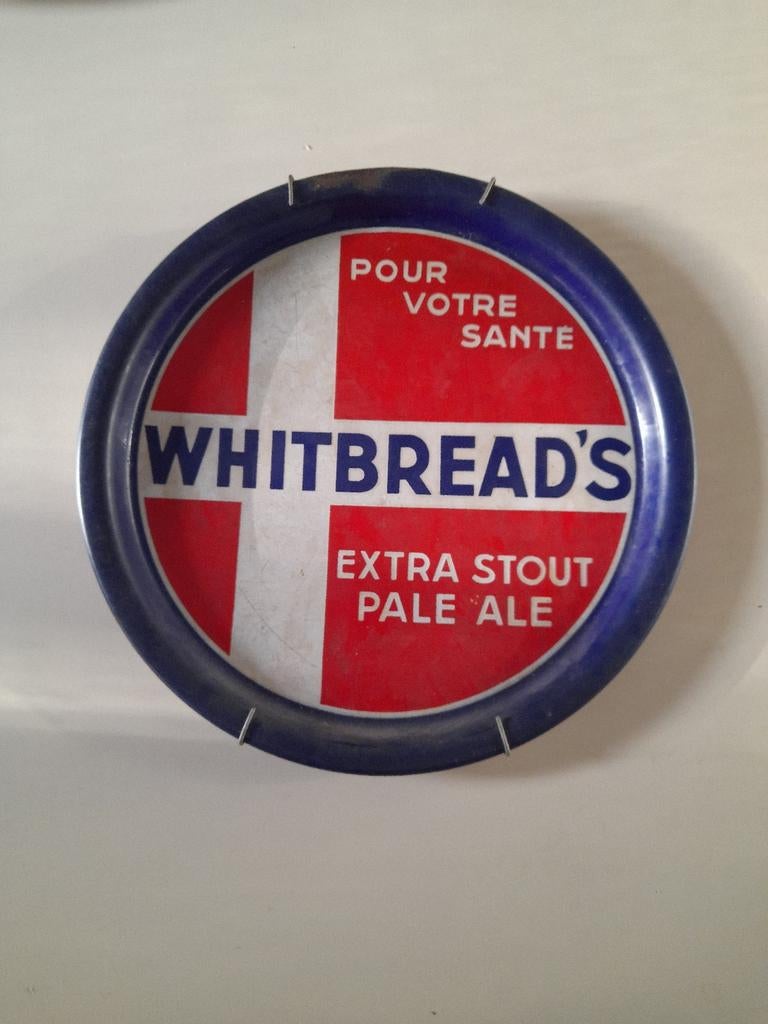 POUR
VOTRE
SANTÉ
WHITBREAD'S
EXTRA STOUT
PALE ALE